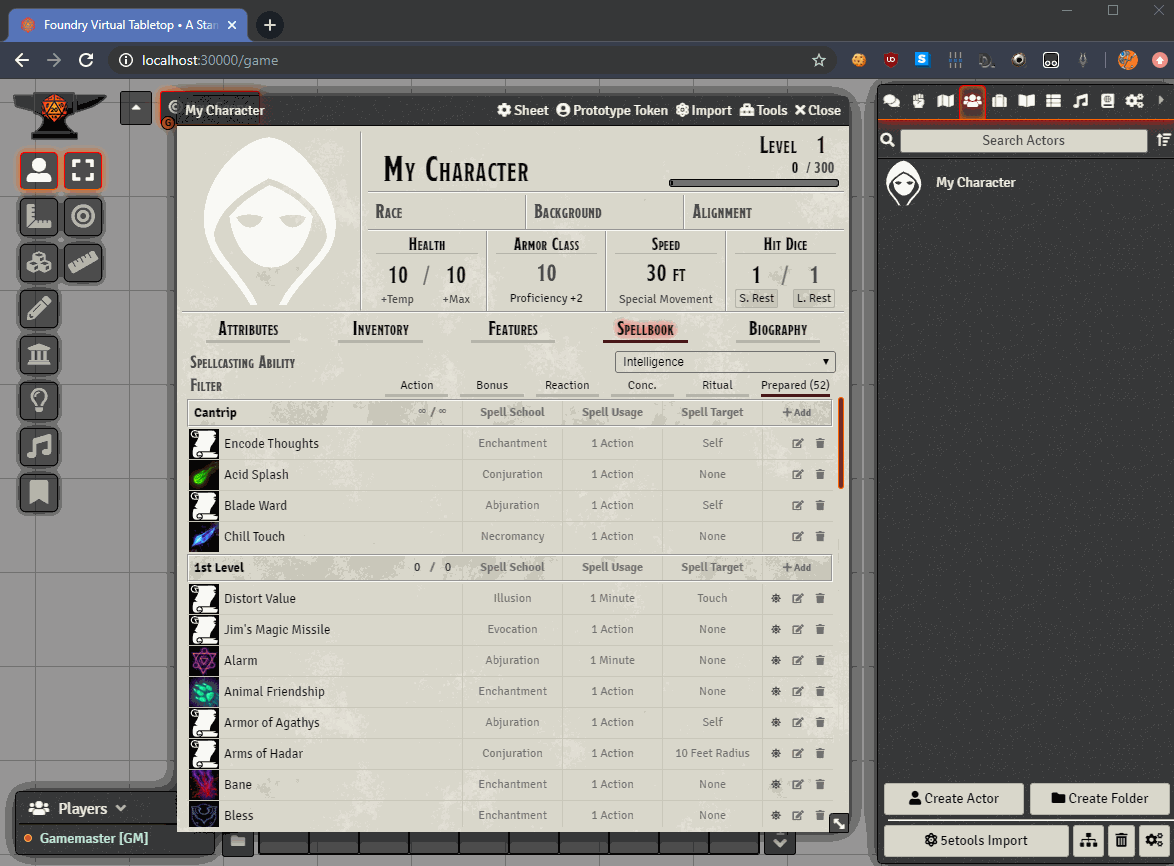 Foundry Virtual Tabletop • A Stan
localhost:30000/game
My Character
Sheet Prototype Token Import Tools Close
My Character
Level 1
0 / 300
Race Background Alignment
Health Armor Class Speed Hit Dice
10 / 10 10 30 ft 1 / 1
+Temp +Max Proficiency +2 Special Movement S. Rest L. Rest
Attributes Inventory Features Spellbook Biography
Spellcasting Ability Intelligence
Filter Action Bonus Reaction Conc. Ritual Prepared (52)
Cantrip ∞ / ∞ Spell School Spell Usage Spell Target +Add
Encode Thoughts Enchantment 1 Action Self
Acid Splash Conjuration 1 Action None
Blade Ward Abjuration 1 Action Self
Chill Touch Necromancy 1 Action None
1st Level 0 / 0 Spell School Spell Usage Spell Target +Add
Distort Value Illusion 1 Minute Touch
Jim's Magic Missile Evocation 1 Action None
Alarm Abjuration 1 Minute None
Animal Friendship Enchantment 1 Action None
Armor of Agathys Abjuration 1 Action Self
Arms of Hadar Conjuration 1 Action 10 Feet Radius
Bane Enchantment 1 Action None
Bless Enchantment 1 Action None
Players
Gamemaster [GM]
Search Actors
My Character
Create Actor Create Folder
5etools Import